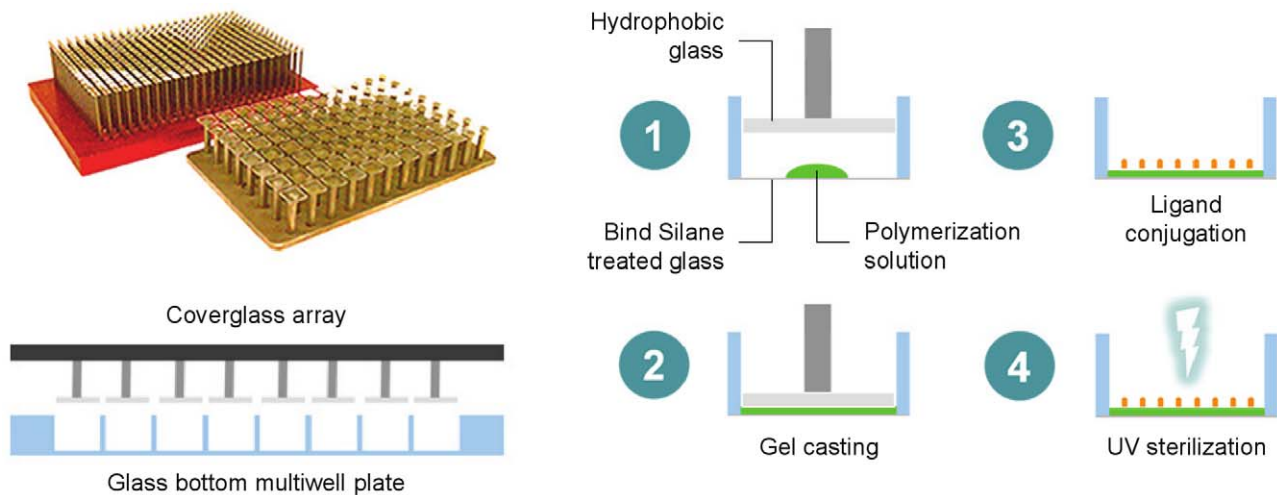 Coverglass array
Glass bottom multiwell plate
Hydrophobic
glass
1
Bind Silane
treated glass
Polymerization
solution
2
Gel casting
3
Ligand
conjugation
4
UV sterilization